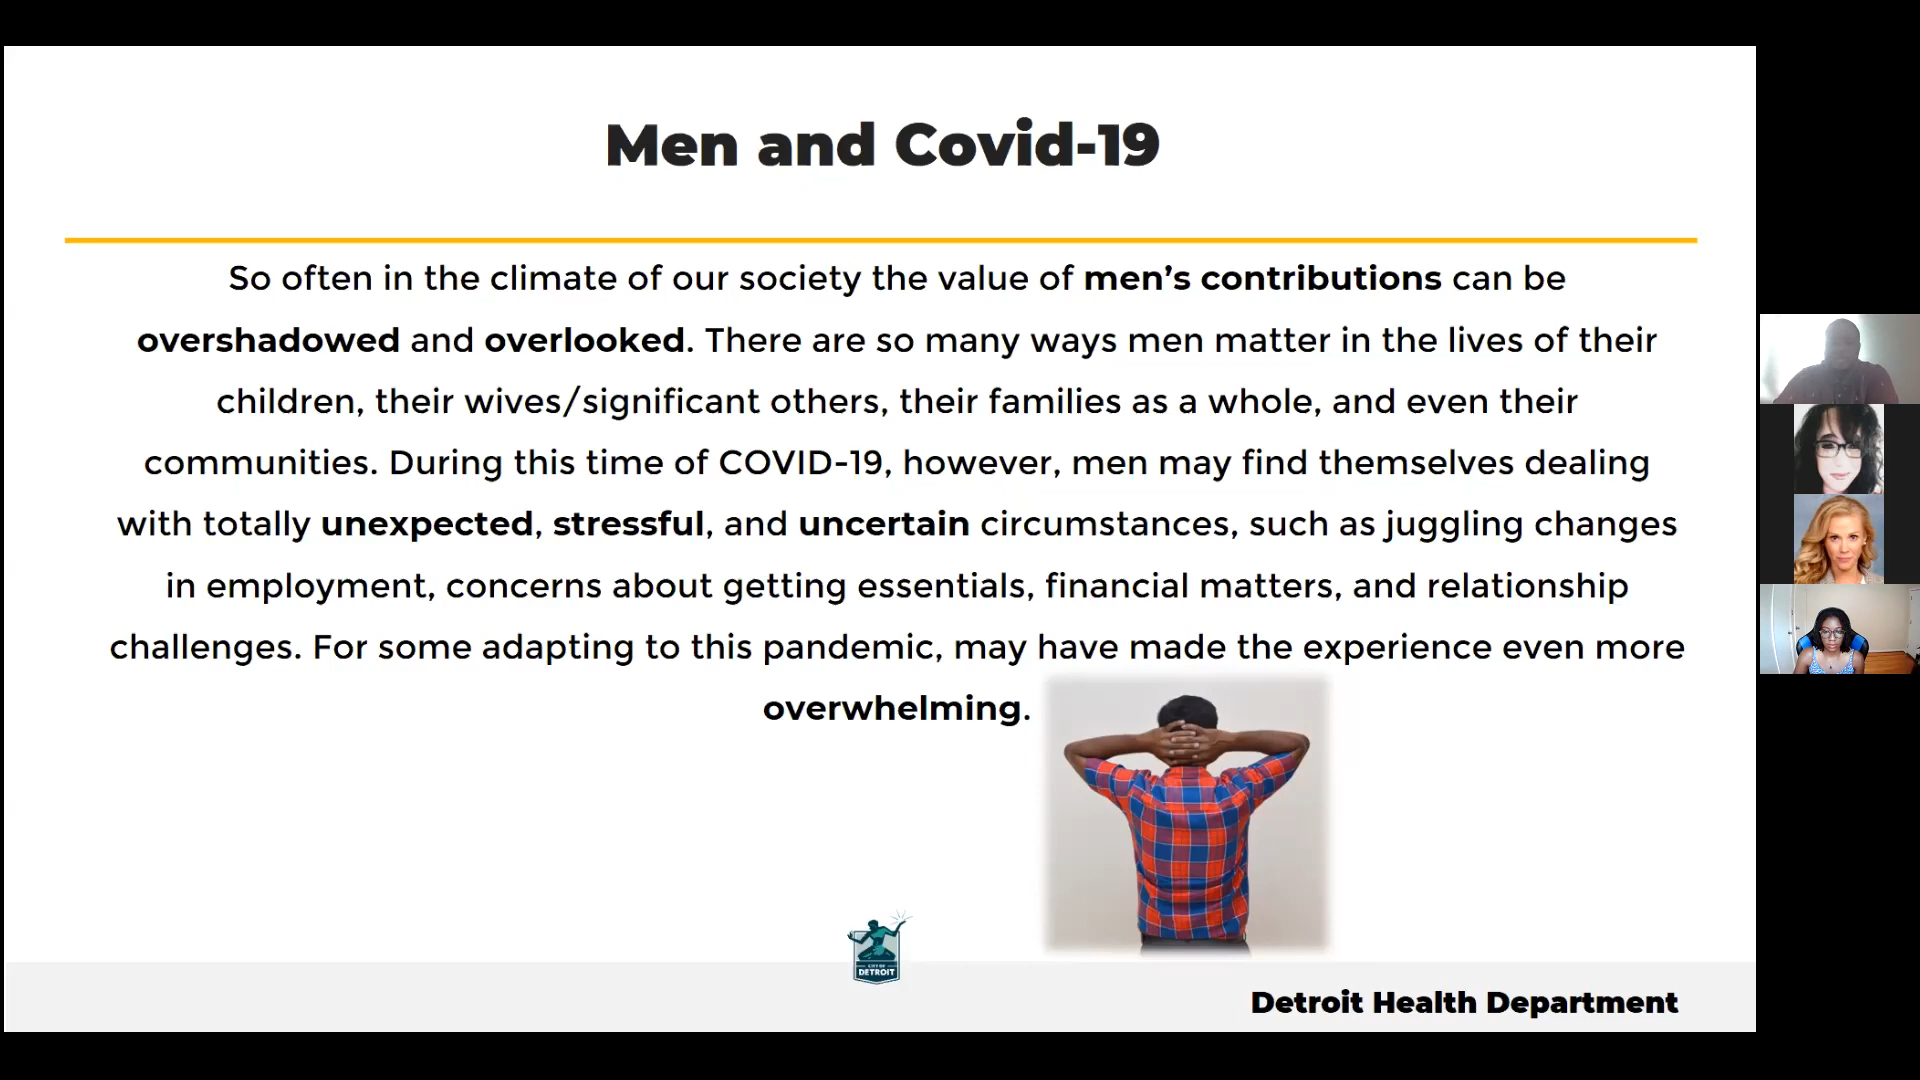 Men and Covid-19
So often in the climate of our society the value of men's contributions can be
overshadowed and overlooked. There are so many ways men matter in the lives of their
children, their wives/significant others, their families as a whole, and even their
communities. During this time of COVID-19, however, men may find themselves dealing
with totally unexpected, stressful, and uncertain circumstances, such as juggling changes
in employment, concerns about getting essentials, financial matters, and relationship
challenges. For some adapting to this pandemic, may have made the experience even more
overwhelming.
CITY OF
DETROIT
Detroit Health Department